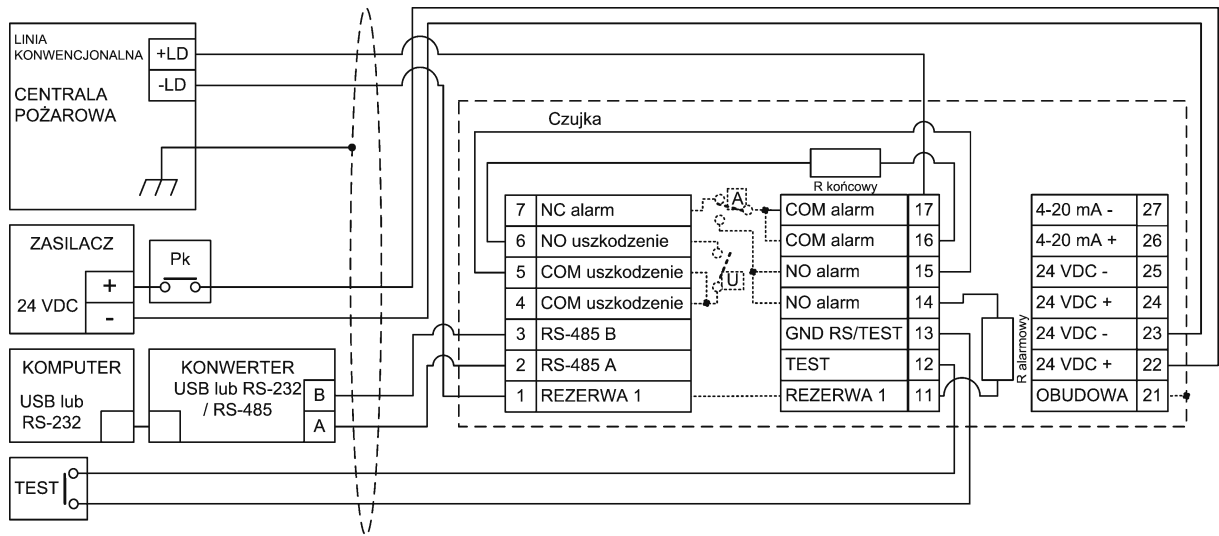 LINIA
KONWENCJONALNA
+LD
-LD
CENTRALA
POŻAROWA
ZASILACZ
24 VDC
+
-
Pk
KOMPUTER
USB lub
RS-232
KONWERTER
USB lub RS-232
/ RS-485
B
A
TEST
Czujka
R końcowy
7 NC alarm
6 NO uszkodzenie
5 COM uszkodzenie
4 COM uszkodzenie
3 RS-485 B
2 RS-485 A
1 REZERWA 1
A
U
COM alarm 17
COM alarm 16
NO alarm 15
NO alarm 14
GND RS/TEST 13
TEST 12
REZERWA 1 11
R alarmowy
4-20 mA - 27
4-20 mA + 26
24 VDC - 25
24 VDC + 24
24 VDC - 23
24 VDC + 22
OBUDOWA 21